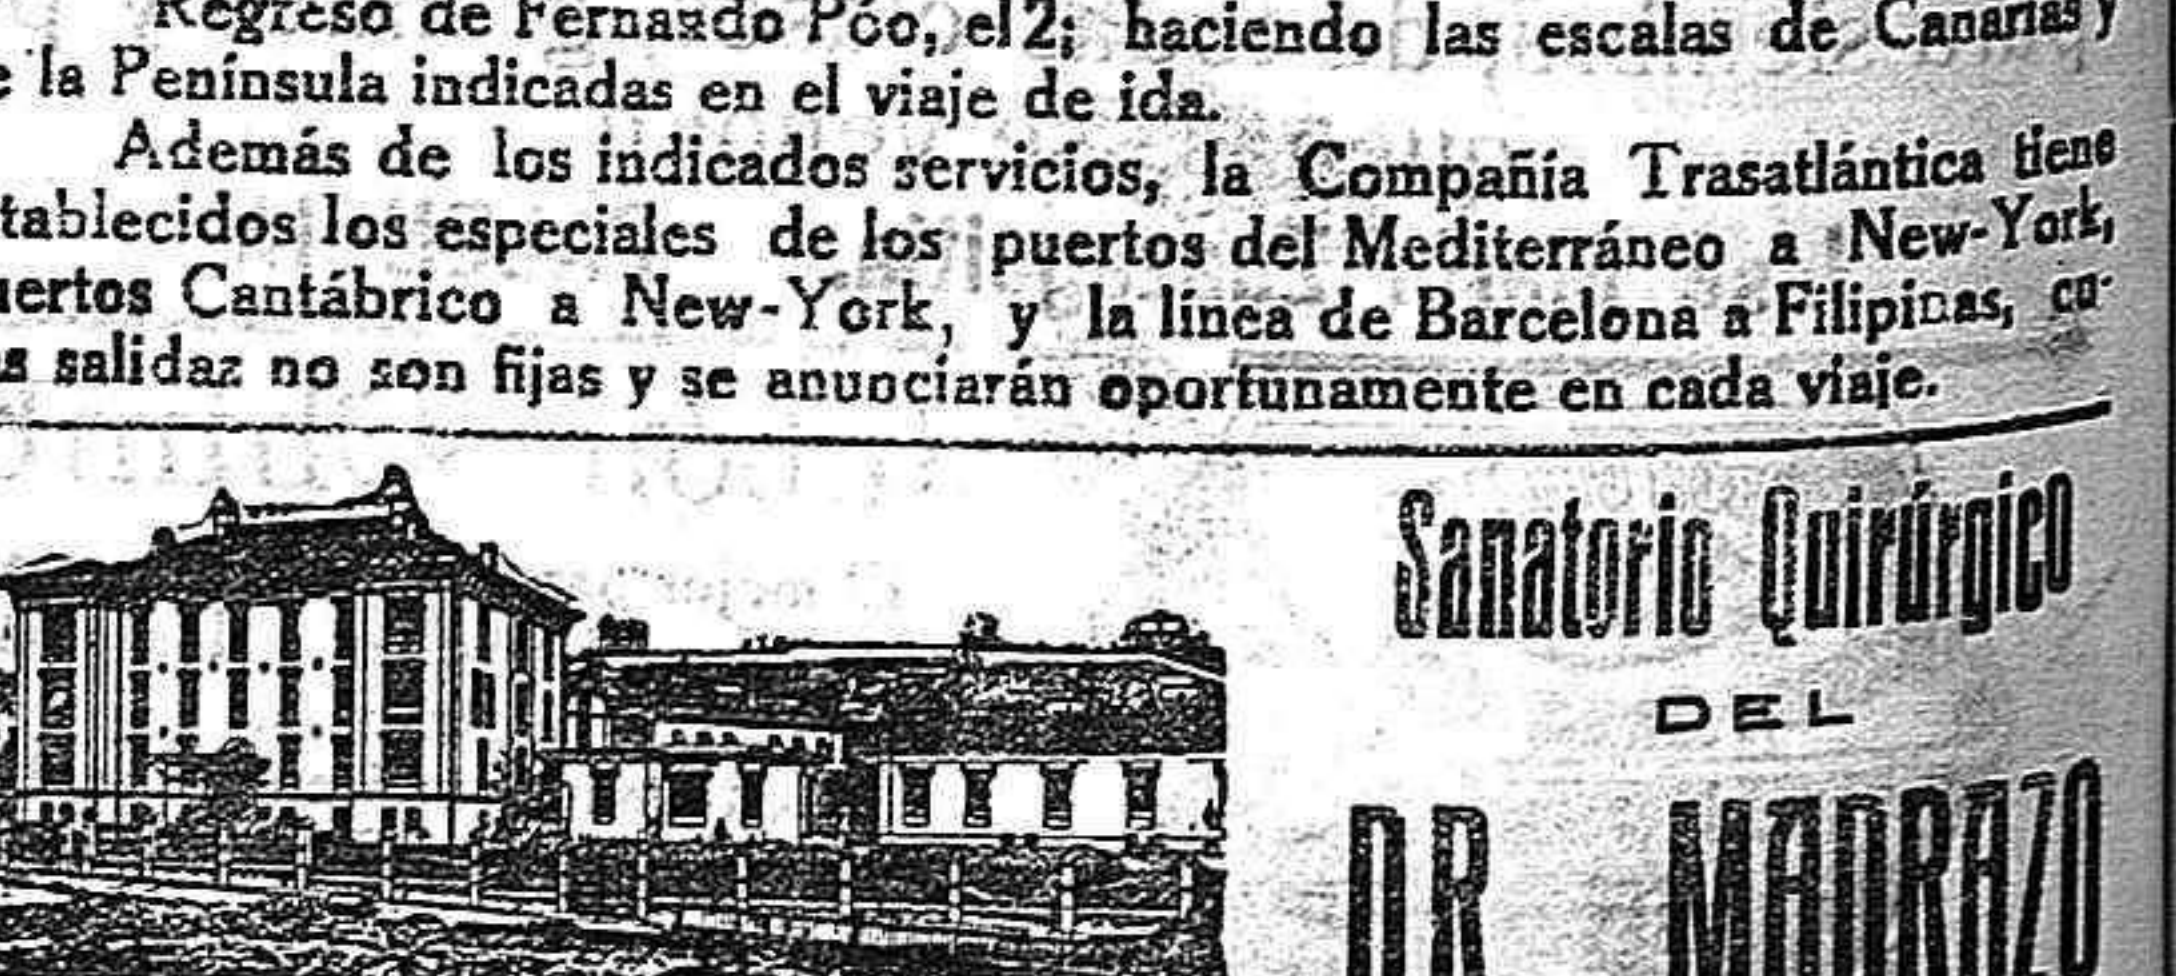 Regreso de Fernando Póo, el 2; haciendo las escalas de Canarias y
e la Península indicadas en el viaje de ida.
Además de los indicados servicios, la Compañía Trasatlántica tiene
tablecidos los especiales de los puertos del Mediterráneo a New-York,
uertos Cantábrico a New-York, y la línea de Barcelona a Filipinas, cu-
as salidas no son fijas y se anunciarán oportunamente en cada viaje.
Sanatorio Quirúrgico
DEL
DR MADRAZO